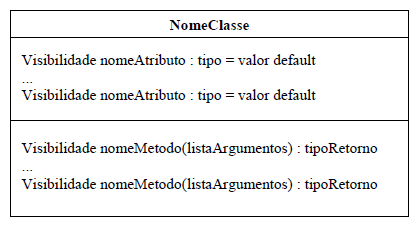 NomeClasse
Visibilidade nomeAtributo : tipo = valor default
...
Visibilidade nomeAtributo : tipo = valor default
Visibilidade nomeMetodo(listaArgumentos) : tipoRetorno
...
Visibilidade nomeMetodo(listaArgumentos) : tipoRetorno